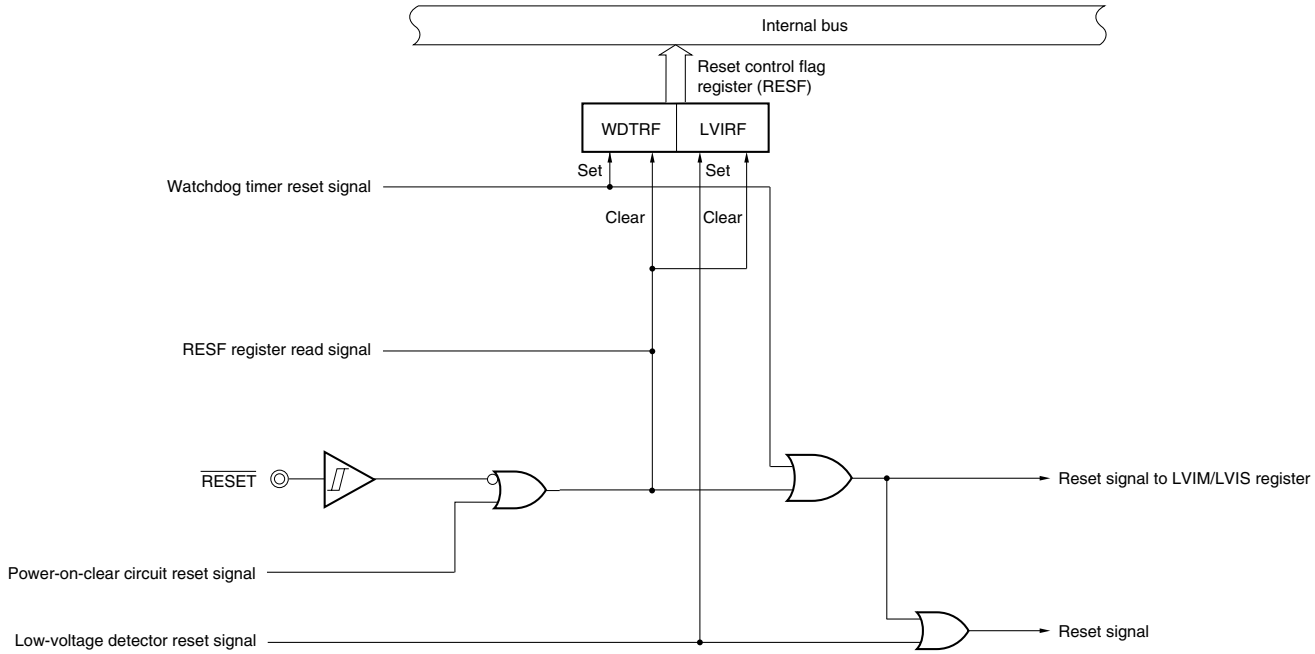 Internal bus
Reset control flag
register (RESF)
WDTRF LVIRF
Set Set
Watchdog timer reset signal
Clear Clear
RESF register read signal
RESET
Reset signal to LVIM/LVIS register
Power-on-clear circuit reset signal
Low-voltage detector reset signal
Reset signal